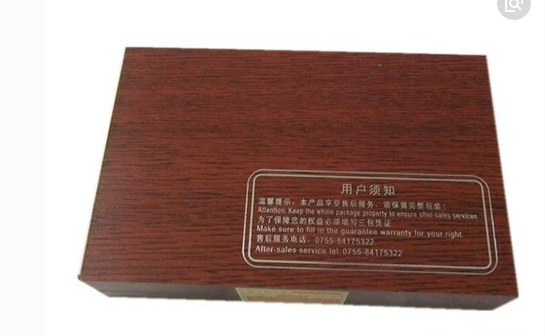 用户须知
温馨提示：本产品享受售后服务，须保留完整包装！
Attention: Keep the whole package property to ensure after-sales services
为了保障您的权益必须填写三包凭证
Make sure to fill in the guarantee warranty for your right
售后服务电话：0755-84175322
After-sales service tel:0755-84175322